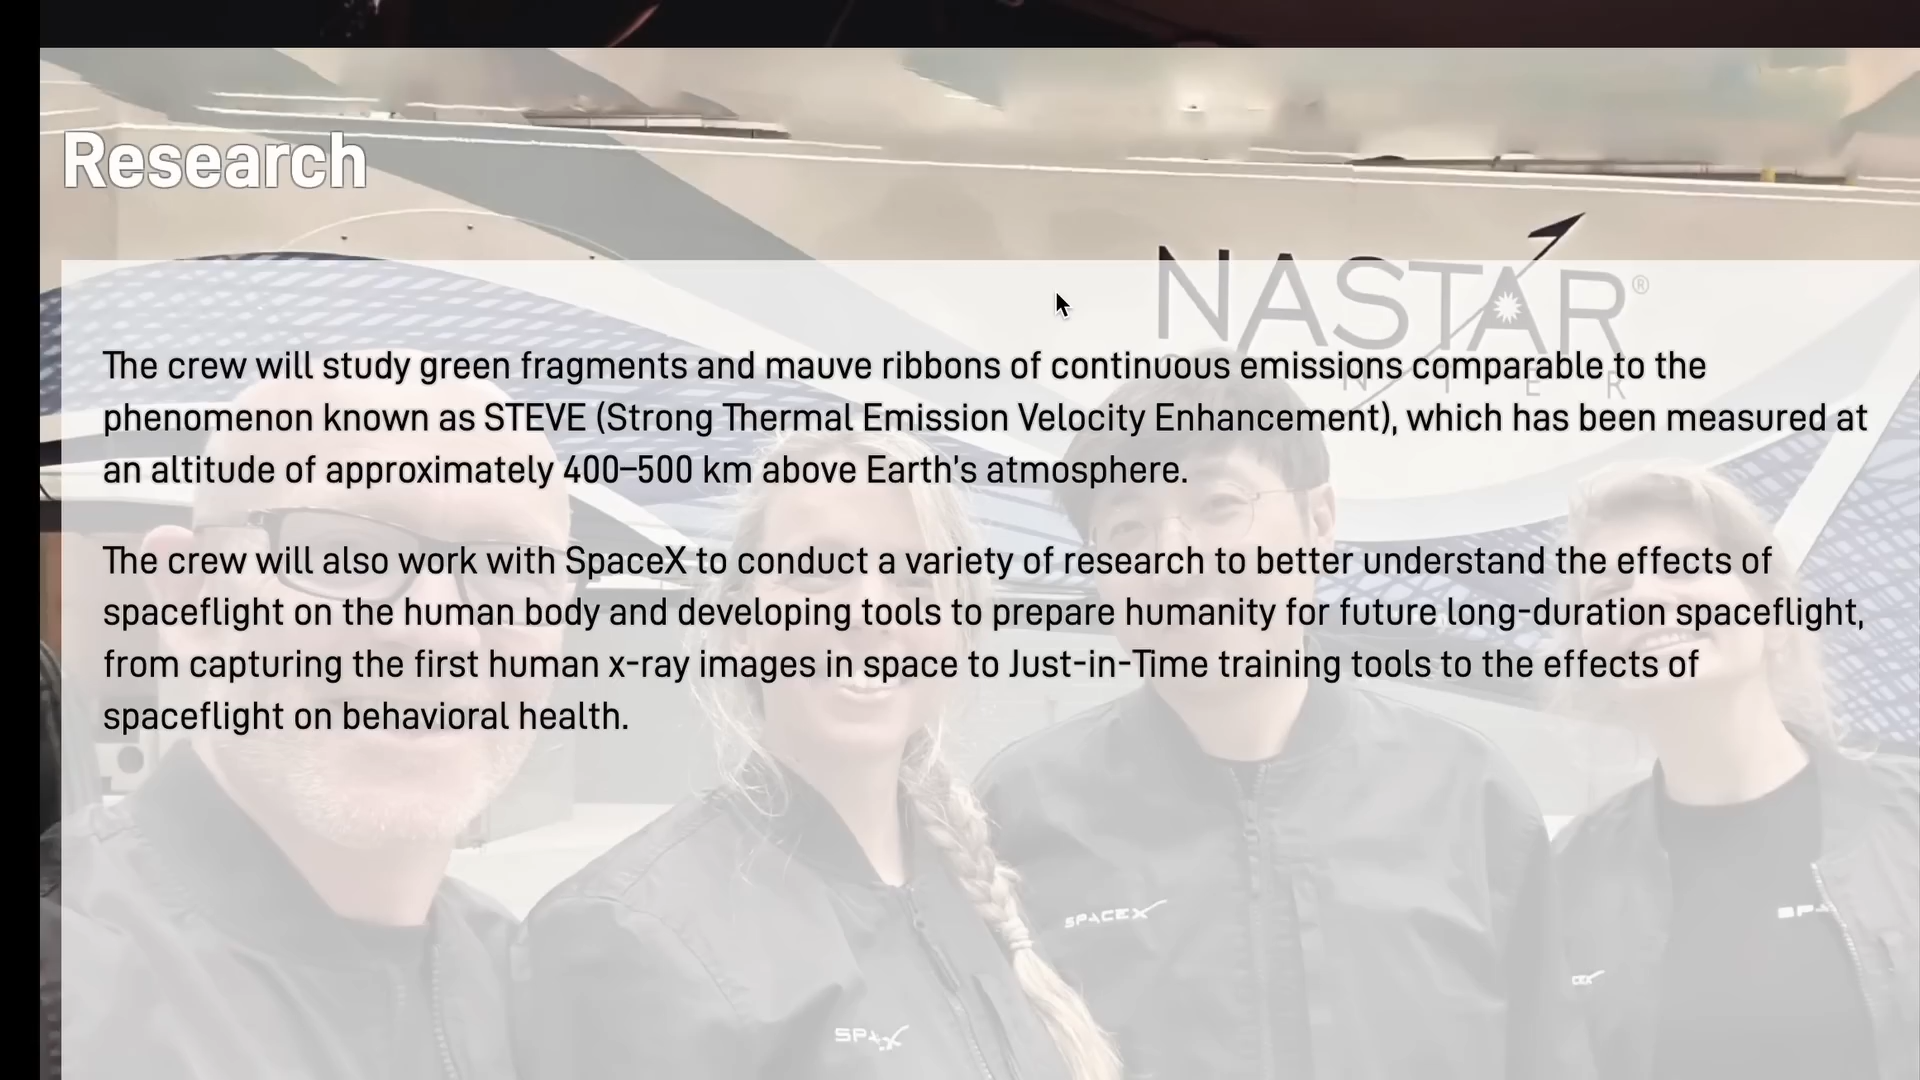 Research
NASTAR®
C N T E R
The crew will study green fragments and mauve ribbons of continuous emissions comparable to the
phenomenon known as STEVE (Strong Thermal Emission Velocity Enhancement), which has been measured at
an altitude of approximately 400–500 km above Earth's atmosphere.
The crew will also work with SpaceX to conduct a variety of research to better understand the effects of
spaceflight on the human body and developing tools to prepare humanity for future long-duration spaceflight,
from capturing the first human x-ray images in space to Just-in-Time training tools to the effects of
spaceflight on behavioral health.
SPACEX